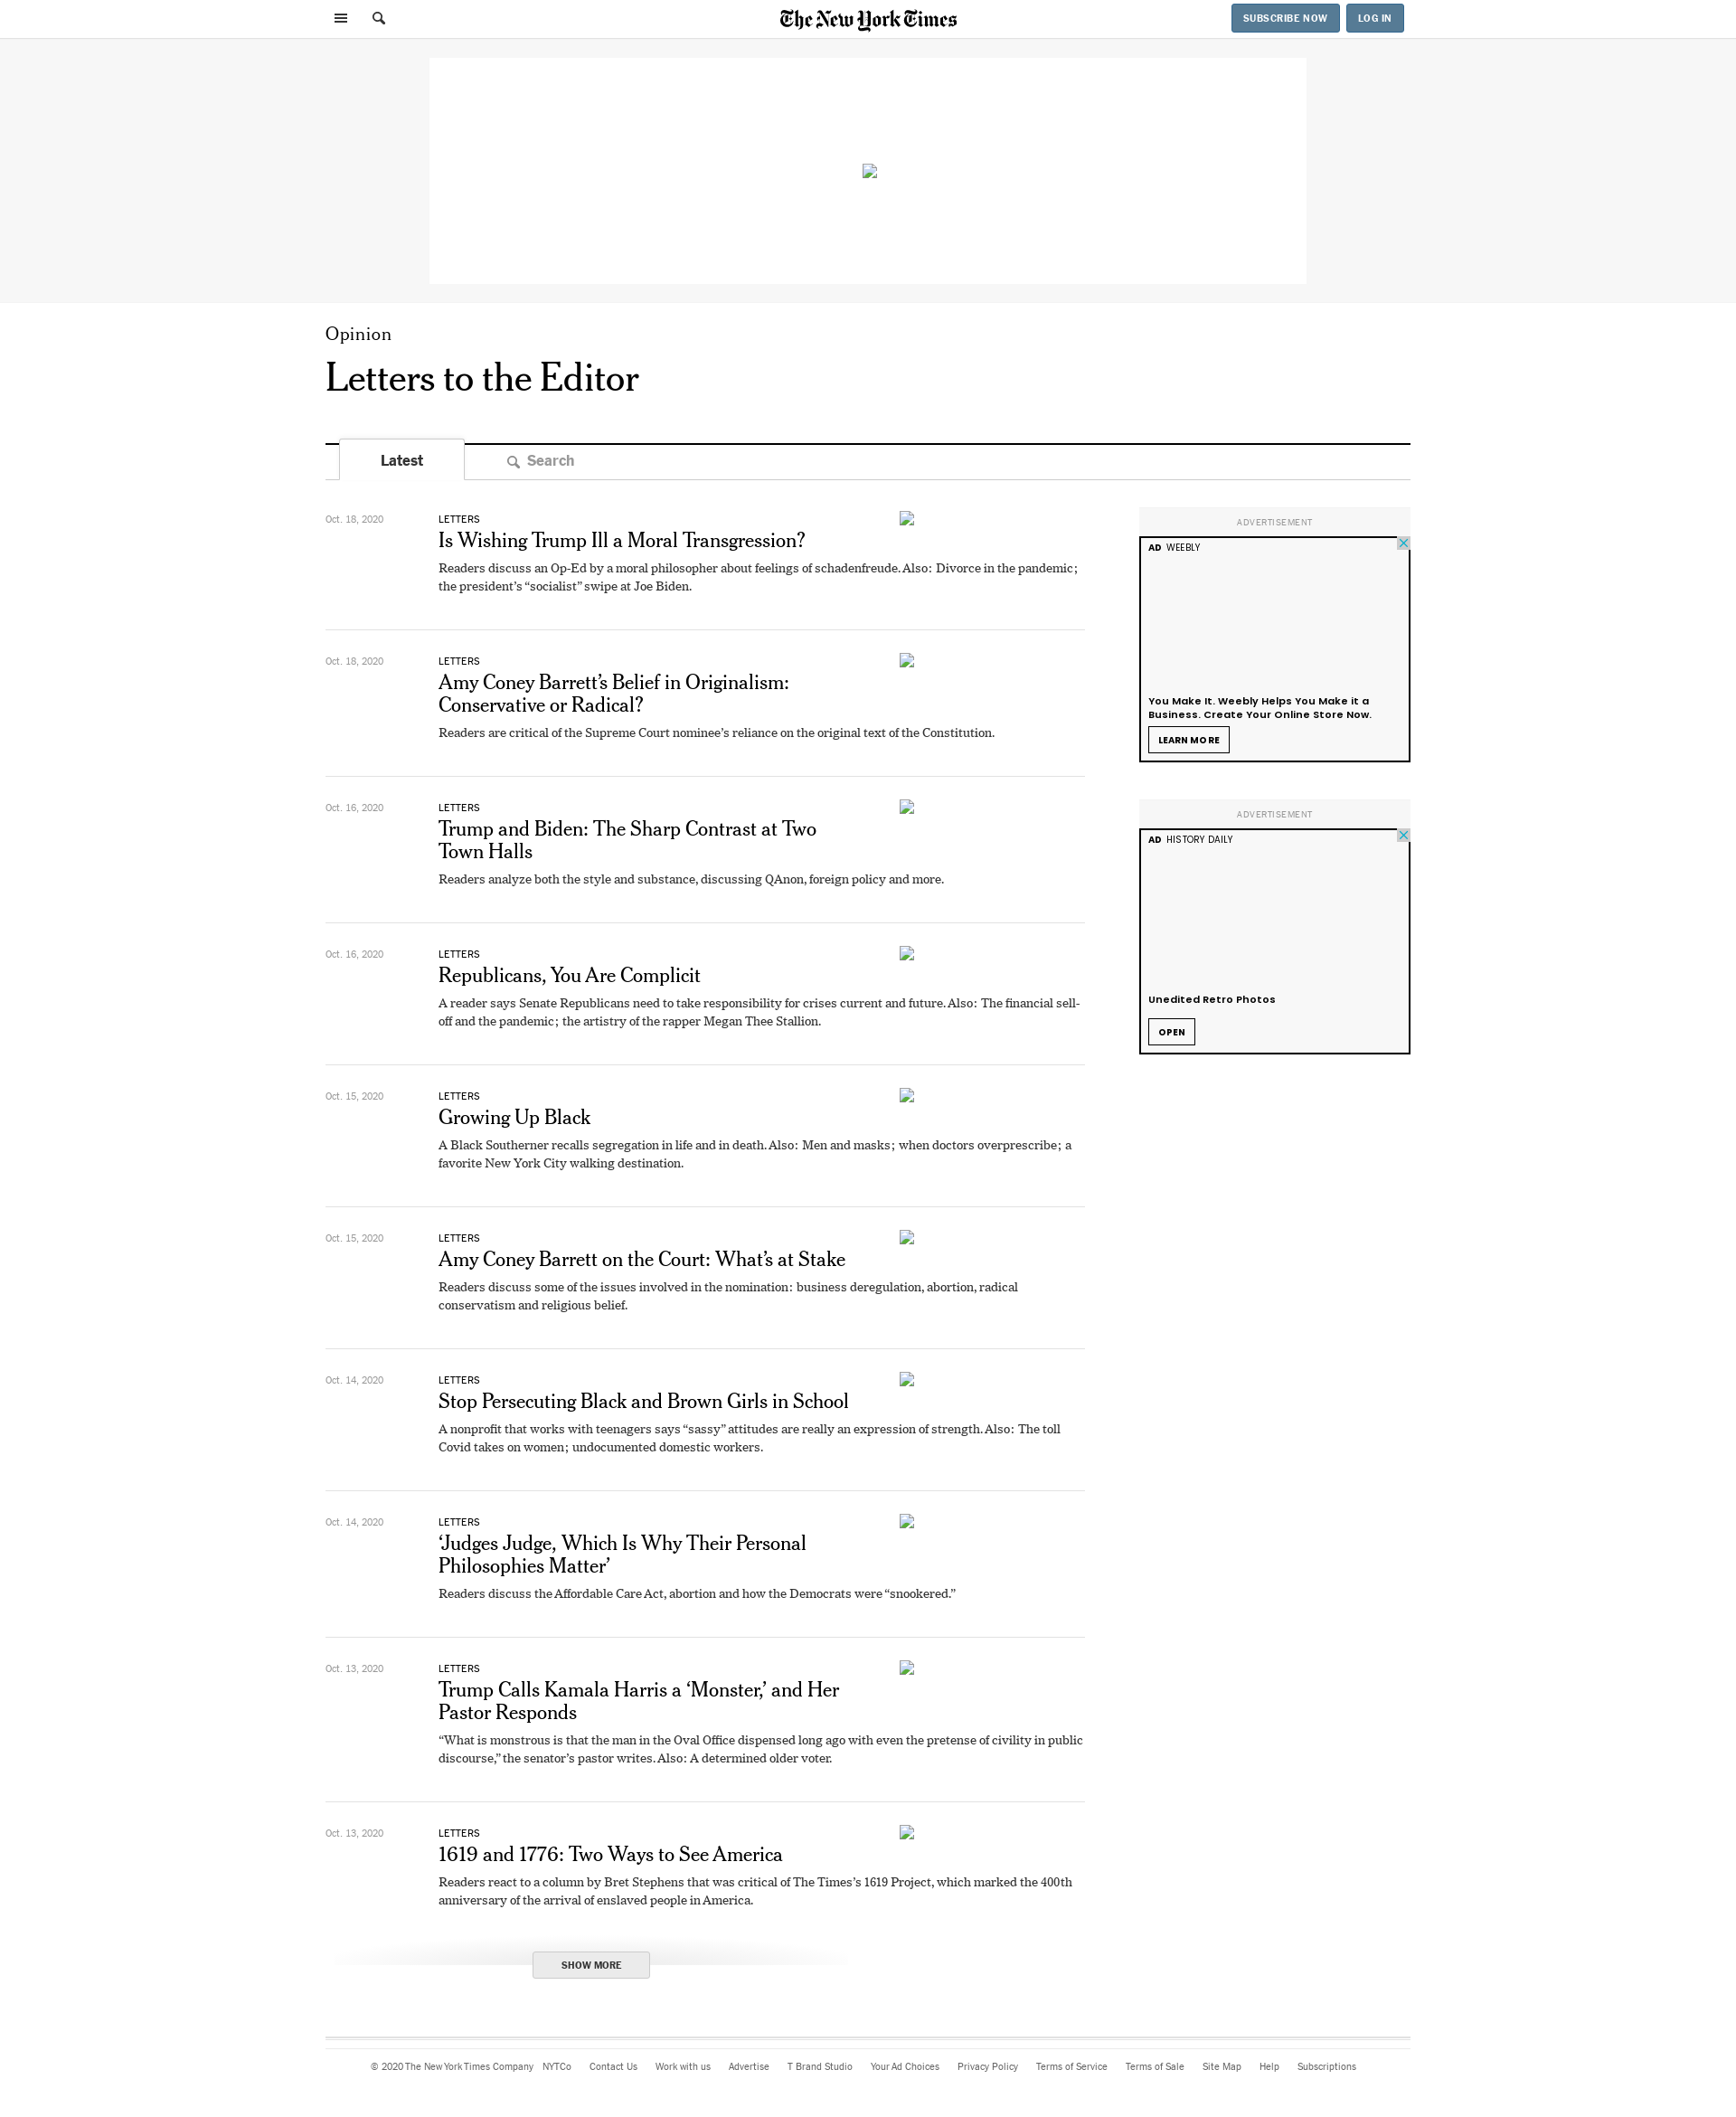 The New York Times
SUBSCRIBE NOW
LOG IN
Opinion
Letters to the Editor
Latest
Search
Oct. 18, 2020
LETTERS
Is Wishing Trump Ill a Moral Transgression?
Readers discuss an Op-Ed by a moral philosopher about feelings of schadenfreude. Also: Divorce in the pandemic;
the president’s “socialist” swipe at Joe Biden.
Oct. 18, 2020
LETTERS
Amy Coney Barrett’s Belief in Originalism:
Conservative or Radical?
Readers are critical of the Supreme Court nominee’s reliance on the original text of the Constitution.
Oct. 16, 2020
LETTERS
Trump and Biden: The Sharp Contrast at Two
Town Halls
Readers analyze both the style and substance, discussing QAnon, foreign policy and more.
Oct. 16, 2020
LETTERS
Republicans, You Are Complicit
A reader says Senate Republicans need to take responsibility for crises current and future. Also: The financial sell-
off and the pandemic; the artistry of the rapper Megan Thee Stallion.
Oct. 15, 2020
LETTERS
Growing Up Black
A Black Southerner recalls segregation in life and in death. Also: Men and masks; when doctors overprescribe; a
favorite New York City walking destination.
Oct. 15, 2020
LETTERS
Amy Coney Barrett on the Court: What’s at Stake
Readers discuss some of the issues involved in the nomination: business deregulation, abortion, radical
conservatism and religious belief.
Oct. 14, 2020
LETTERS
Stop Persecuting Black and Brown Girls in School
A nonprofit that works with teenagers says “sassy” attitudes are really an expression of strength. Also: The toll
Covid takes on women; undocumented domestic workers.
Oct. 14, 2020
LETTERS
‘Judges Judge, Which Is Why Their Personal
Philosophies Matter’
Readers discuss the Affordable Care Act, abortion and how the Democrats were “snookered.”
Oct. 13, 2020
LETTERS
Trump Calls Kamala Harris a ‘Monster,’ and Her
Pastor Responds
“What is monstrous is that the man in the Oval Office dispensed long ago with even the pretense of civility in public
discourse,” the senator’s pastor writes. Also: A determined older voter.
Oct. 13, 2020
LETTERS
1619 and 1776: Two Ways to See America
Readers react to a column by Bret Stephens that was critical of The Times’s 1619 Project, which marked the 400th
anniversary of the arrival of enslaved people in America.
SHOW MORE
ADVERTISEMENT
AD WEEBLY
You Make It. Weebly Helps You Make it a
Business. Create Your Online Store Now.
LEARN MORE
ADVERTISEMENT
AD HISTORY DAILY
Unedited Retro Photos
OPEN
© 2020 The New York Times Company NYTCo Contact Us Work with us Advertise T Brand Studio Your Ad Choices Privacy Policy Terms of Service Terms of Sale Site Map Help Subscriptions